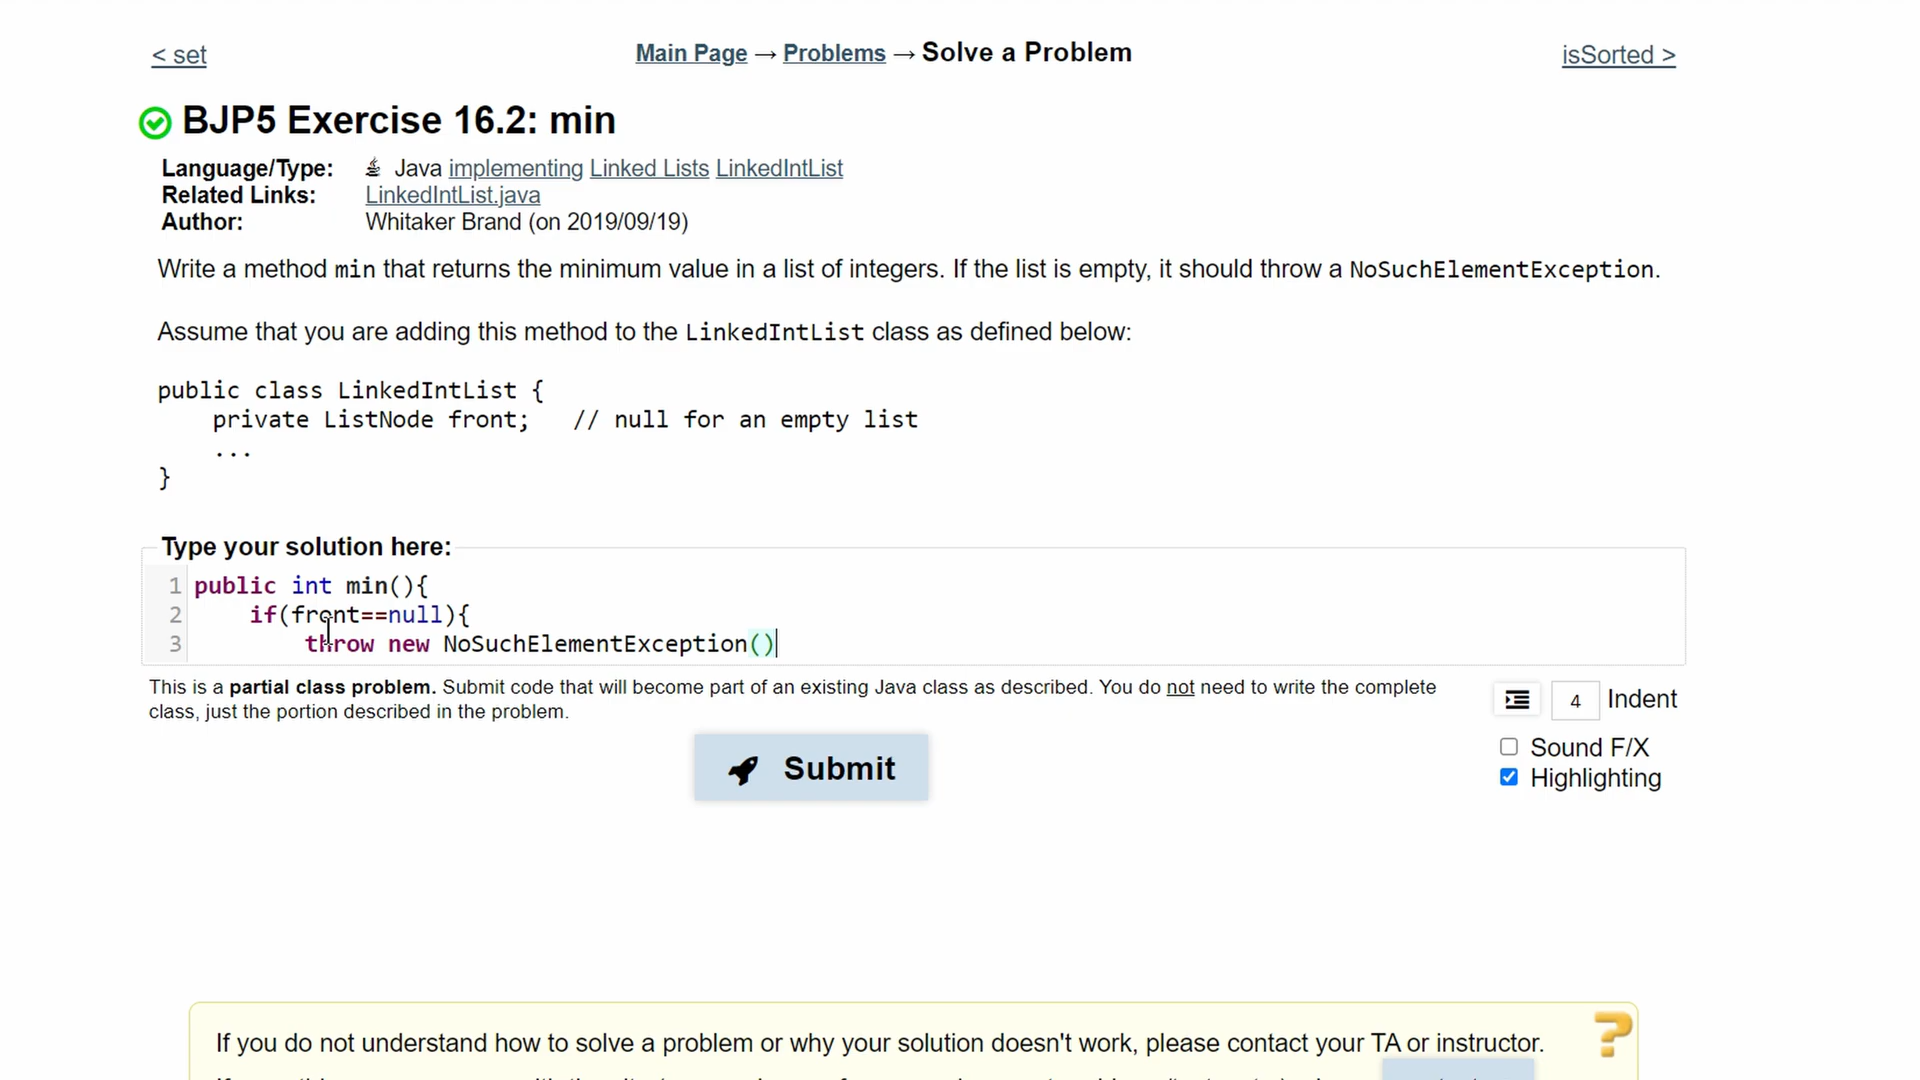 < set
Main Page → Problems → Solve a Problem
isSorted >
BJP5 Exercise 16.2: min
Language/Type: Java implementing Linked Lists LinkedIntList
Related Links: LinkedIntList.java
Author: Whitaker Brand (on 2019/09/19)
Write a method min that returns the minimum value in a list of integers. If the list is empty, it should throw a NoSuchElementException.
Assume that you are adding this method to the LinkedIntList class as defined below:
public class LinkedIntList {
    private ListNode front;   // null for an empty list
    ...
}
Type your solution here:
1 public int min(){
2     if(front==null){
3         throw new NoSuchElementException()
This is a partial class problem. Submit code that will become part of an existing Java class as described. You do not need to write the complete
class, just the portion described in the problem.
4 Indent
Sound F/X
Highlighting
Submit
If you do not understand how to solve a problem or why your solution doesn't work, please contact your TA or instructor.